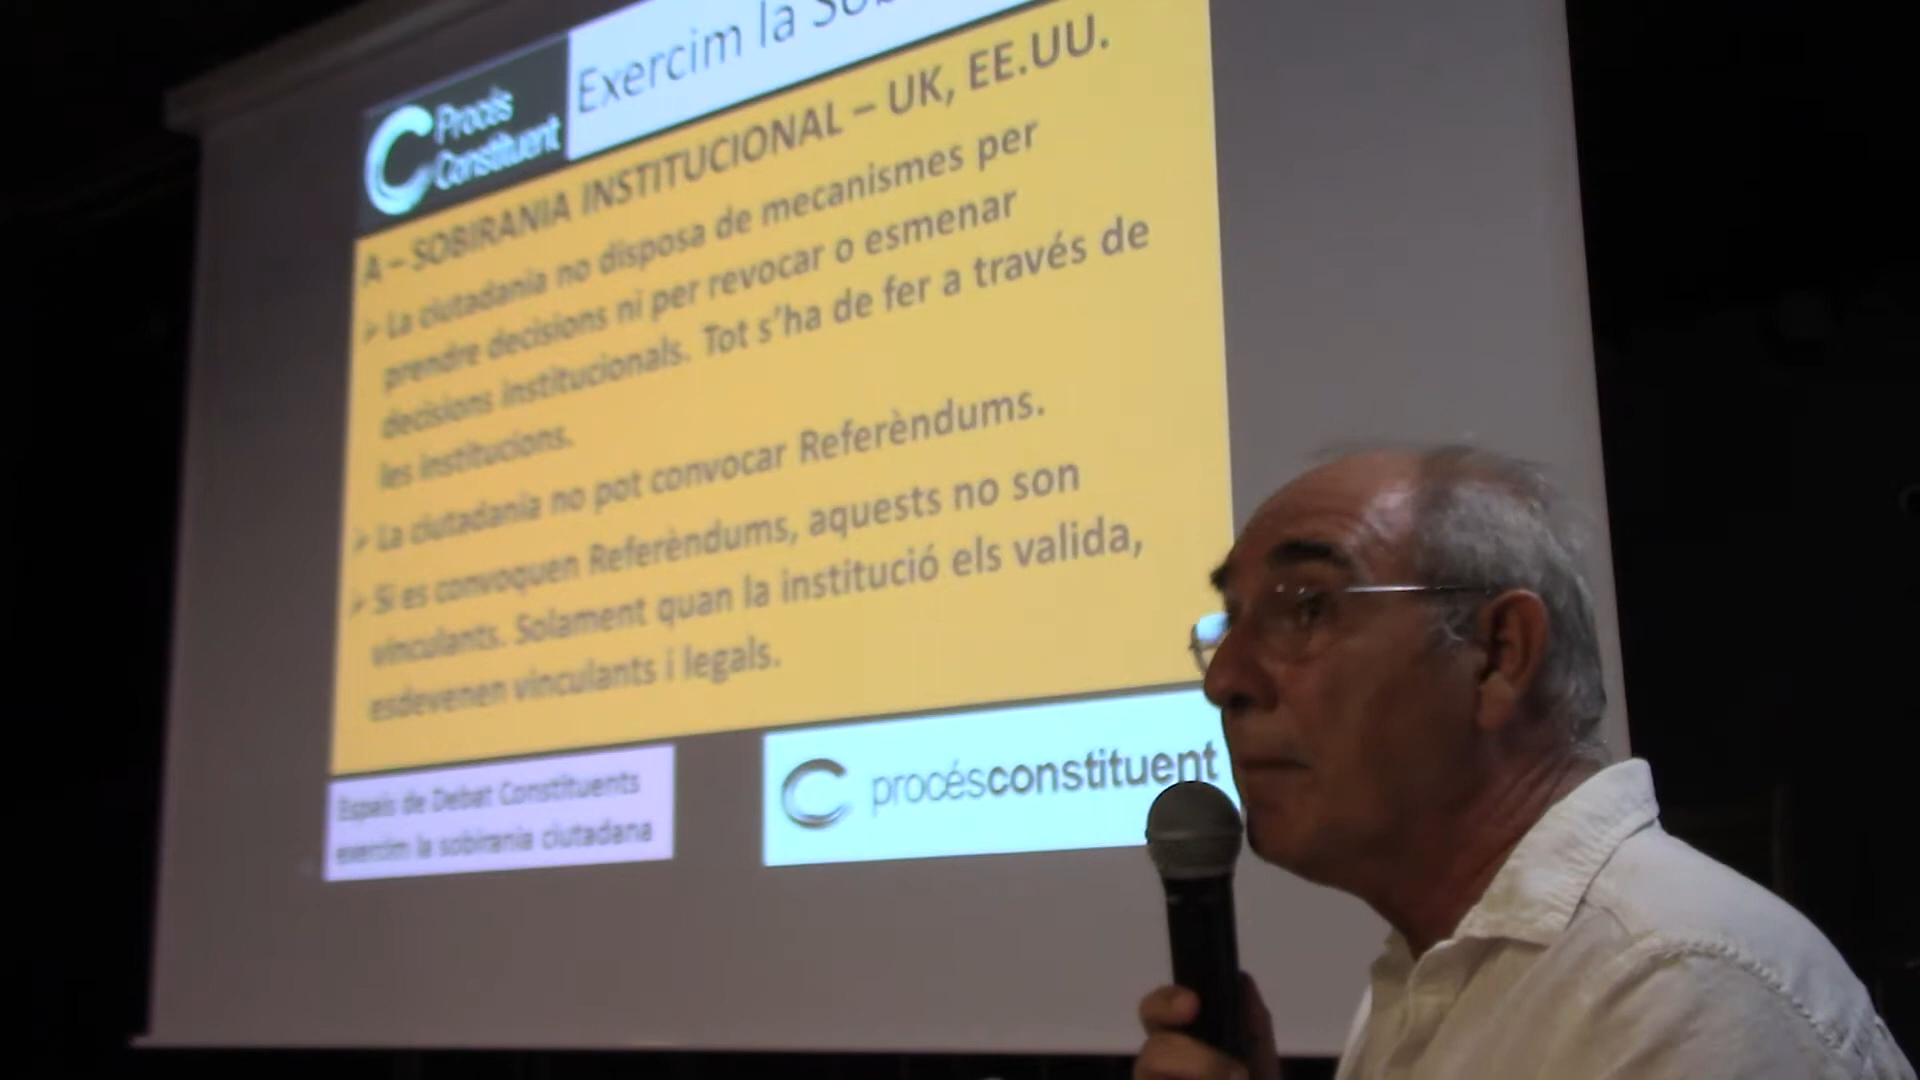 Procés
Constituent
Exercim la Sob
A – SOBIRANIA INSTITUCIONAL – UK, EE.UU.
➢ La ciutadania no disposa de mecanismes per
prendre decisions ni per revocar o esmenar
decisions institucionals. Tot s'ha de fer a través de
les institucions.
➢ La ciutadania no pot convocar Referèndums.
➢ Si es convoquen Referèndums, aquests no son
vinculants. Solament quan la institució els valida,
esdevenen vinculants i legals.
Espais de Debat Constituents
exercim la sobirania ciutadana
procésconstituent